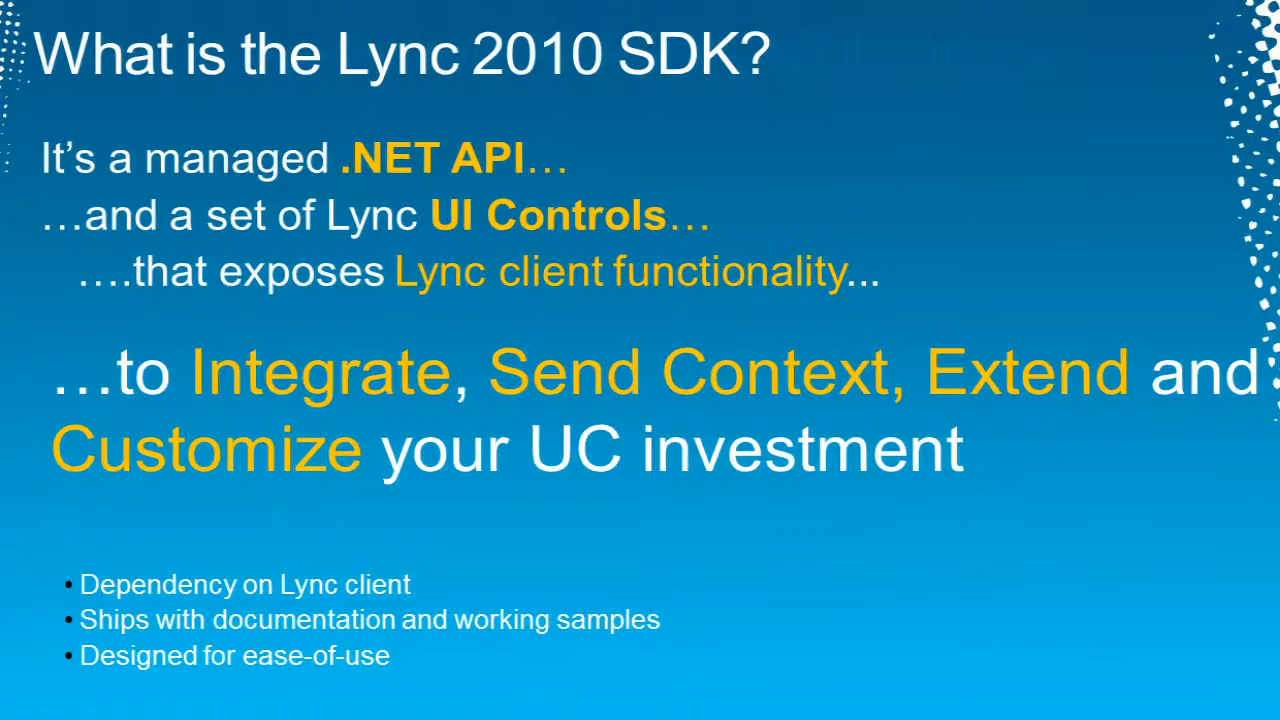 What is the Lync 2010 SDK?
It’s a managed .NET API…
…and a set of Lync UI Controls…
….that exposes Lync client functionality...
…to Integrate, Send Context, Extend and
Customize your UC investment
• Dependency on Lync client
• Ships with documentation and working samples
• Designed for ease-of-use